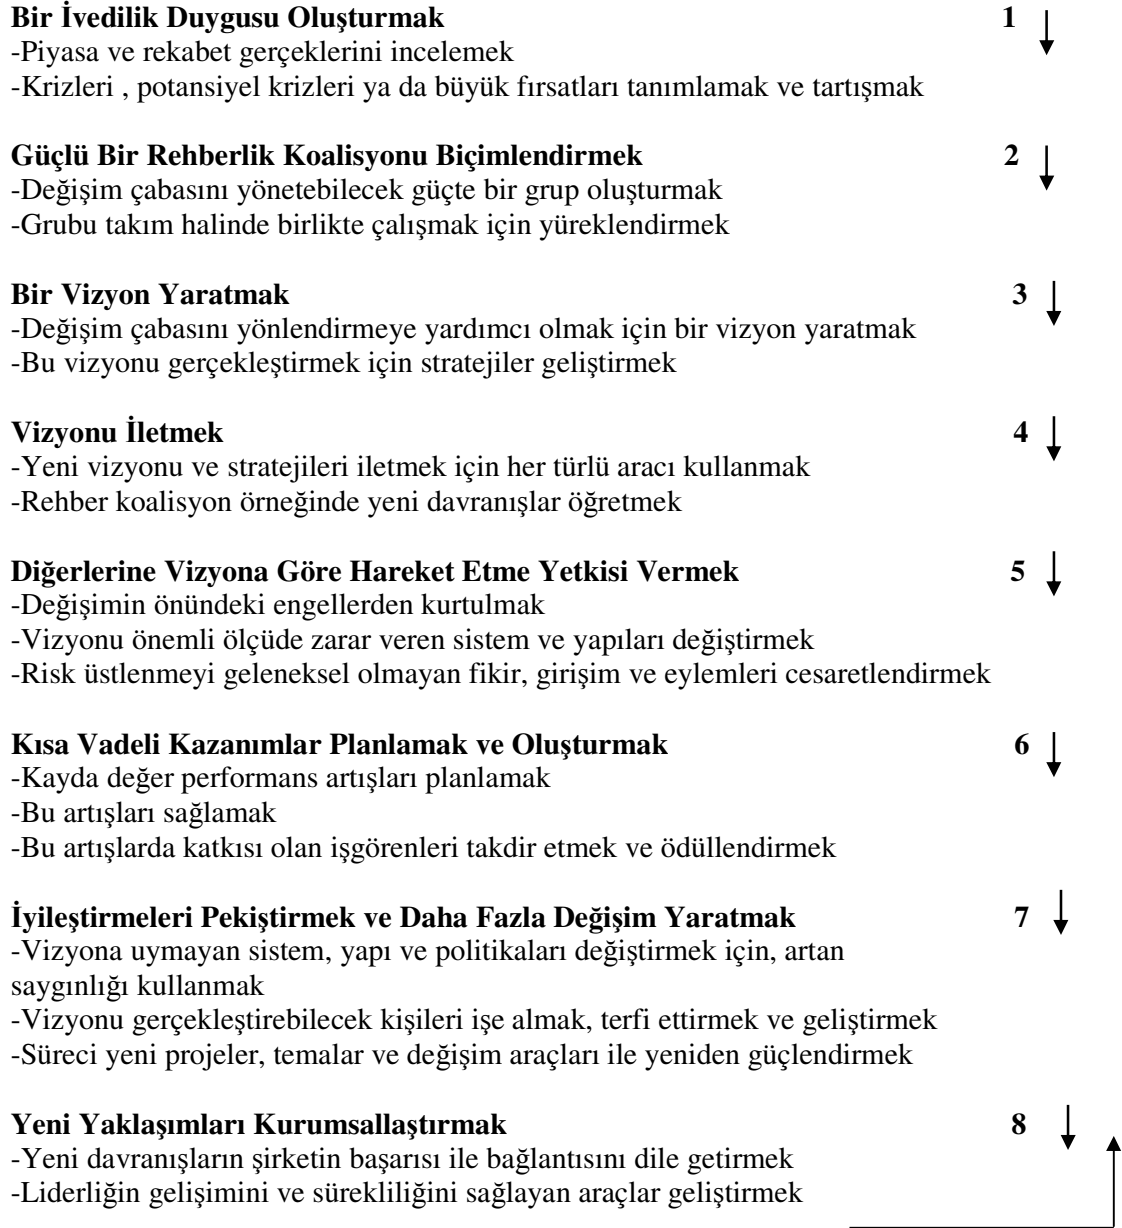 Bir İvedilik Duygusu Oluşturmak 1
-Piyasa ve rekabet gerçeklerini incelemek
-Krizleri , potansiyel krizleri ya da büyük fırsatları tanımlamak ve tartışmak
Güçlü Bir Rehberlik Koalisyonu Biçimlendirmek 2
-Değişim çabasını yönetebilecek güçte bir grup oluşturmak
-Grubu takım halinde birlikte çalışmak için yüreklendirmek
Bir Vizyon Yaratmak 3
-Değişim çabasını yönlendirmeye yardımcı olmak için bir vizyon yaratmak
-Bu vizyonu gerçekleştirmek için stratejiler geliştirmek
Vizyonu İletmek 4
-Yeni vizyonu ve stratejileri iletmek için her türlü aracı kullanmak
-Rehber koalisyon örneğinde yeni davranışlar öğretmek
Diğerlerine Vizyona Göre Hareket Etme Yetkisi Vermek 5
-Değişimin önündeki engellerden kurtulmak
-Vizyonu önemli ölçüde zarar veren sistem ve yapıları değiştirmek
-Risk üstlenmeyi geleneksel olmayan fikir, girişim ve eylemleri cesaretlendirmek
Kısa Vadeli Kazanımlar Planlamak ve Oluşturmak 6
-Kayda değer performans artışları planlamak
-Bu artışları sağlamak
-Bu artışlarda katkısı olan işgörenleri takdir etmek ve ödüllendirmek
İyileştirmeleri Pekiştirmek ve Daha Fazla Değişim Yaratmak 7
-Vizyona uymayan sistem, yapı ve politikaları değiştirmek için, artan
saygınlığı kullanmak
-Vizyonu gerçekleştirebilecek kişileri işe almak, terfi ettirmek ve geliştirmek
-Süreci yeni projeler, temalar ve değişim araçları ile yeniden güçlendirmek
Yeni Yaklaşımları Kurumsallaştırmak 8
-Yeni davranışların şirketin başarısı ile bağlantısını dile getirmek
-Liderliğin gelişimini ve sürekliliğini sağlayan araçlar geliştirmek